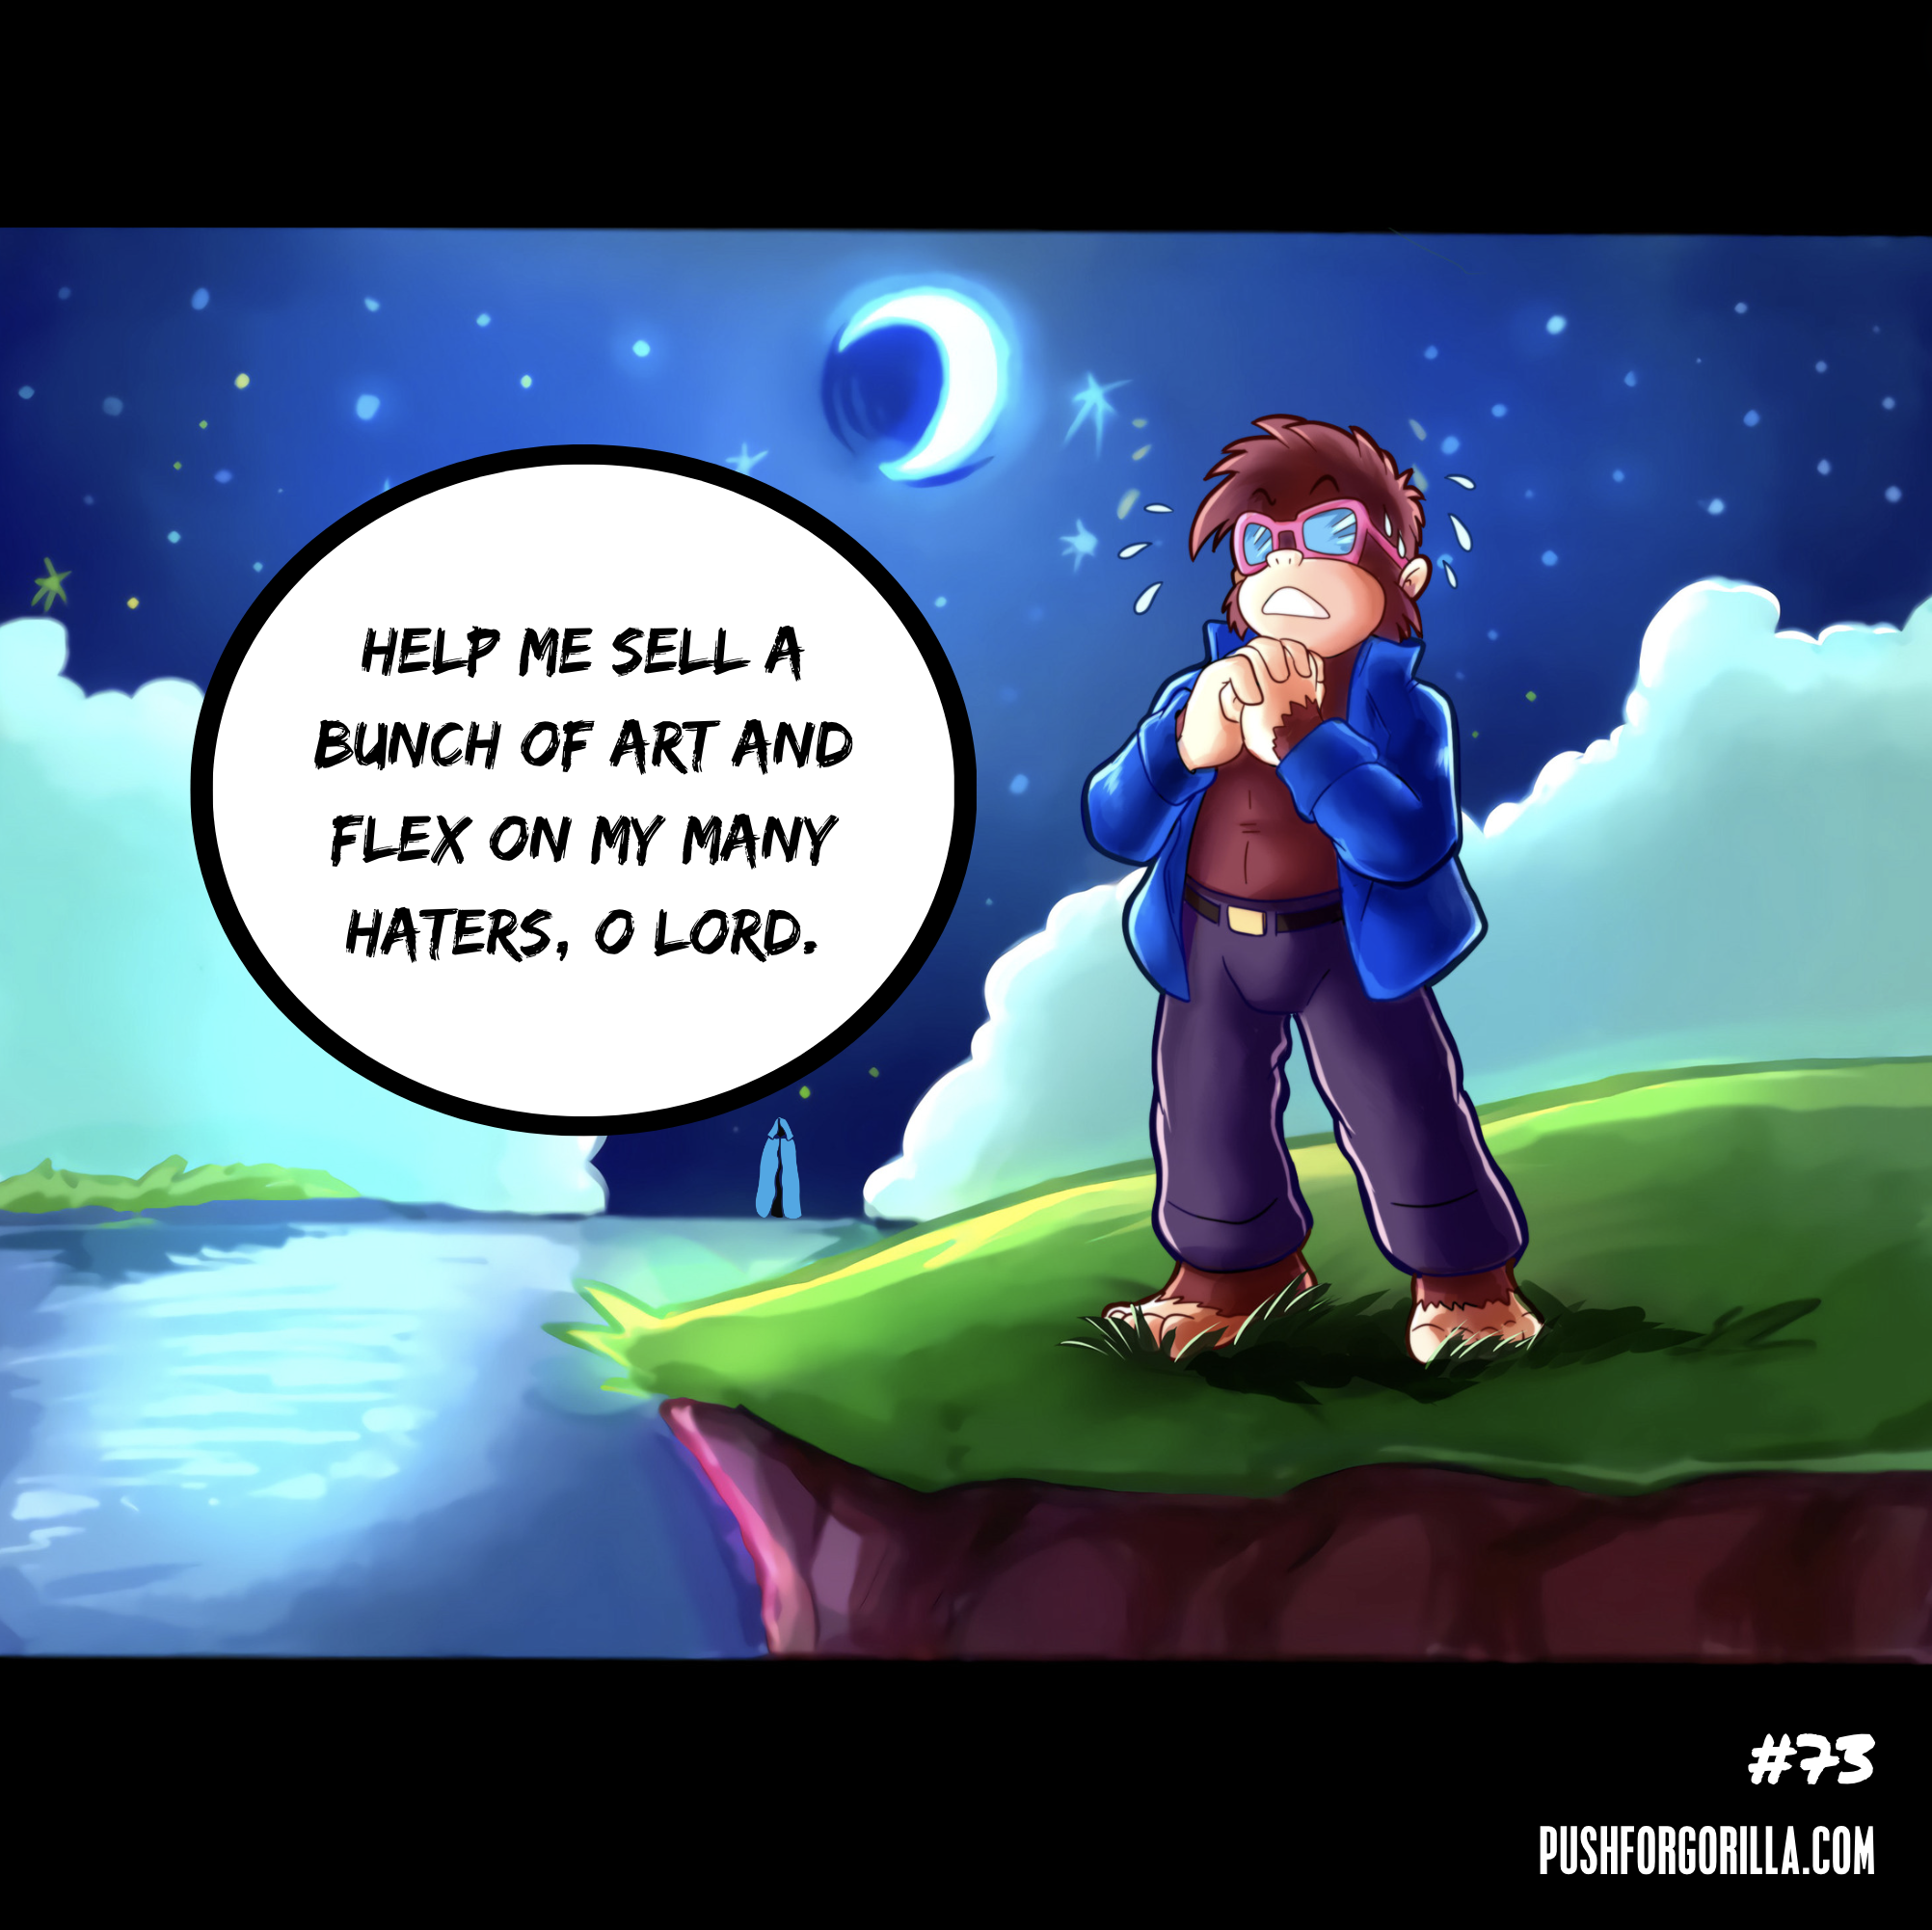 HELP ME SELL A
BUNCH OF ART AND
FLEX ON MY MANY
HATERS, O LORD.
#73
PUSHFORGORILLA.COM